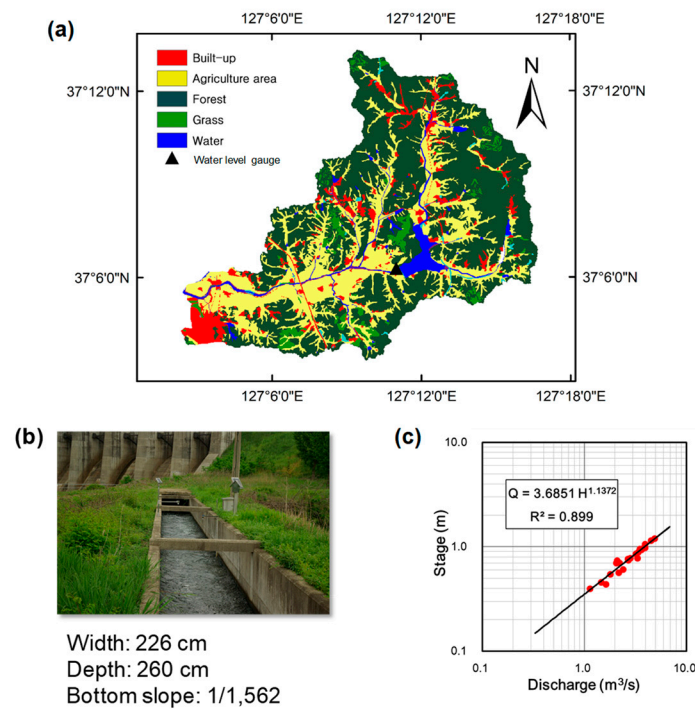 (a)
127°6'0"E 127°12'0"E 127°18'0"E
Built-up
Agriculture area
Forest
Grass
Water
Water level gauge
N
37°12'0"N 37°12'0"N
37°6'0"N 37°6'0"N
127°6'0"E 127°12'0"E 127°18'0"E
(b)
Width: 226 cm
Depth: 260 cm
Bottom slope: 1/1,562
(c)
10.0
Q = 3.6851 H^1.1372
R² = 0.899
Stage (m)
1.0
0.1
0.1 1.0 10.0
Discharge (m³/s)